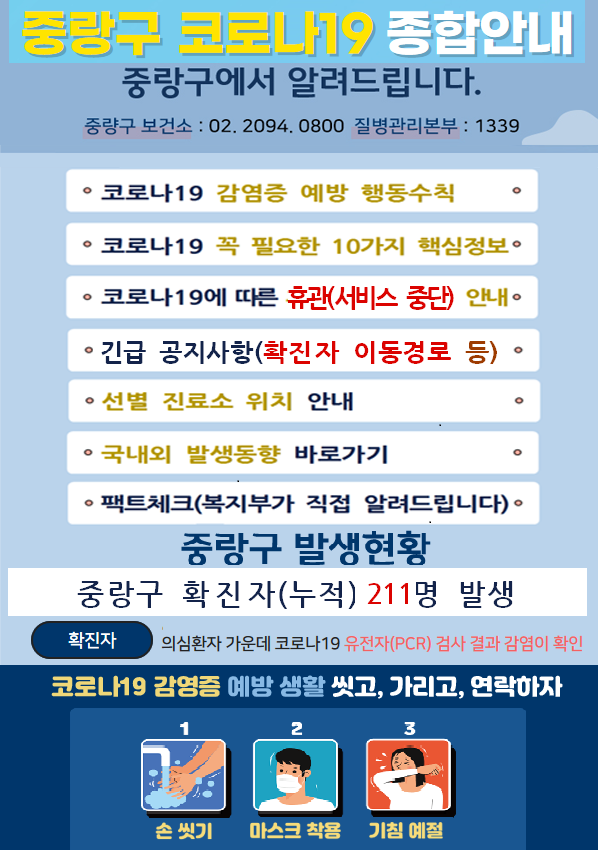 중랑구 코로나19 종합안내
중랑구에서 알려드립니다.
중량구 보건소 : 02. 2094. 0800 질병관리본부 : 1339
코로나19 감염증 예방 행동수칙
코로나19 꼭 필요한 10가지 핵심정보
코로나19에 따른 휴관(서비스 중단) 안내
긴급 공지사항(확진자 이동경로 등)
선별 진료소 위치 안내
국내외 발생동향 바로가기
팩트체크(복지부가 직접 알려드립니다)
중랑구 발생현황
중랑구 확진자(누적) 211명 발생
확진자 의심환자 가운데 코로나19 유전자(PCR) 검사 결과 감염이 확인
코로나19 감염증 예방 생활 씻고, 가리고, 연락하자
1 2 3
손 씻기 마스크 착용 기침 예절